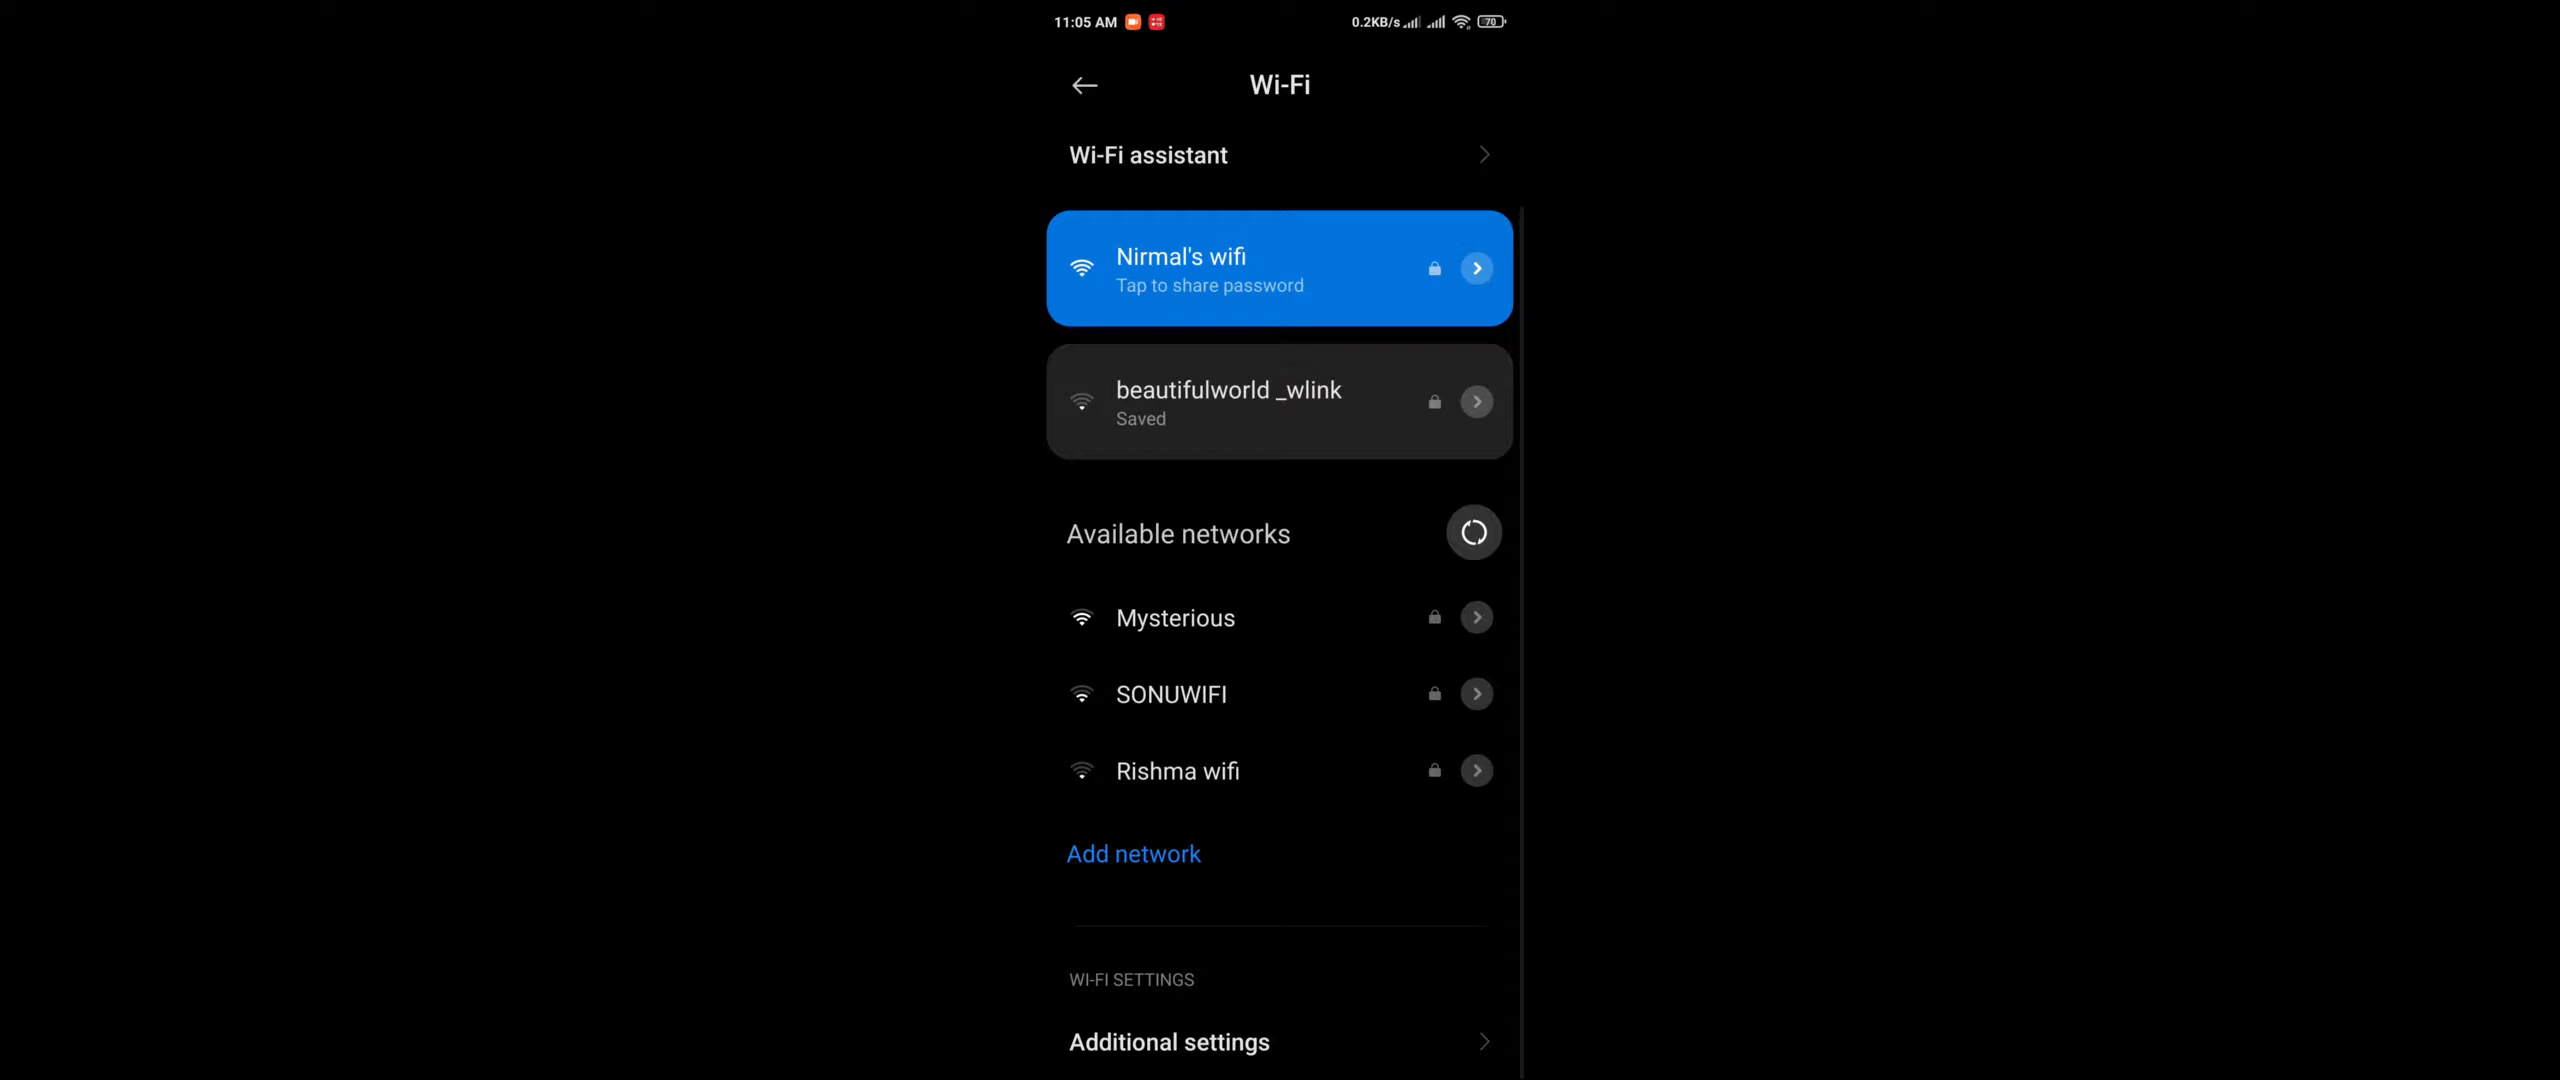 11:05 AM 0.2KB/s 70
Wi-Fi
Wi-Fi assistant
Nirmal's wifi
Tap to share password
beautifulworld _wlink
Saved
Available networks
Mysterious
SONUWIFI
Rishma wifi
Add network
WI-FI SETTINGS
Additional settings